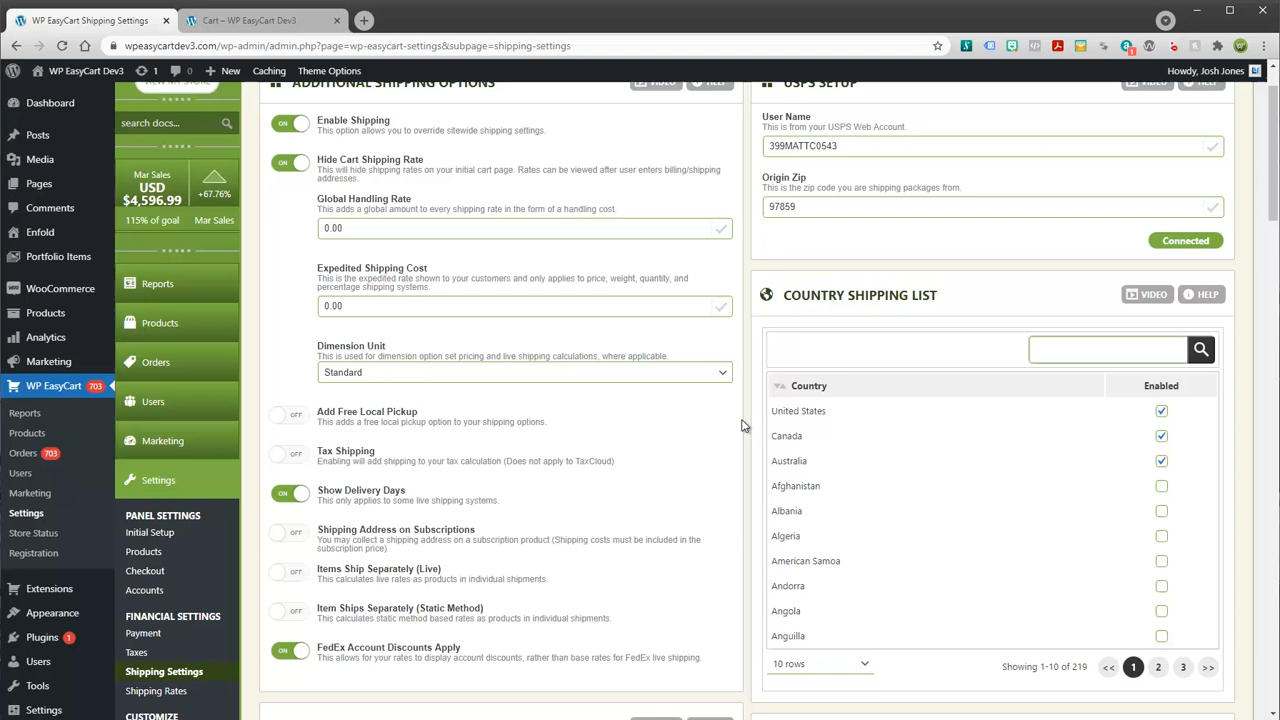 WP EasyCart Shipping Settings
Cart – WP EasyCart Dev3
wpeasycartdev3.com/wp-admin/admin.php?page=wp-easycart-settings&subpage=shipping-settings
WP EasyCart Dev3
1
0
New
Caching
Theme Options
Howdy, Josh Jones
Dashboard
Posts
Media
Pages
Comments
Enfold
Portfolio Items
WooCommerce
Products
Analytics
Marketing
WP EasyCart 703
Reports
Products
Orders 703
Users
Marketing
Settings
Store Status
Registration
Extensions
Appearance
Plugins 1
Users
Tools
Settings
VIEW MY STORE
search docs...
Mar Sales
USD
$4,596.99
+67.76%
115% of goal
Mar Sales
Reports
Products
Orders
Users
Marketing
Settings
PANEL SETTINGS
Initial Setup
Products
Checkout
Accounts
FINANCIAL SETTINGS
Payment
Taxes
Shipping Settings
Shipping Rates
CUSTOMIZE
ADDITIONAL SHIPPING OPTIONS
VIDEO
HELP
ON
Enable Shipping
This option allows you to override sitewide shipping settings.
ON
Hide Cart Shipping Rate
This will hide shipping rates on your initial cart page. Rates can be viewed after user enters billing/shipping
addresses.
Global Handling Rate
This adds a global amount to every shipping rate in the form of a handling cost.
0.00
Expedited Shipping Cost
This is the expedited rate shown to your customers and only applies to price, weight, quantity, and
percentage shipping systems.
0.00
Dimension Unit
This is used for dimension option set pricing and live shipping calculations, where applicable.
Standard
OFF
Add Free Local Pickup
This adds a free local pickup option to your shipping options.
OFF
Tax Shipping
Enabling will add shipping to your tax calculation (Does not apply to TaxCloud)
ON
Show Delivery Days
This only applies to some live shipping systems.
OFF
Shipping Address on Subscriptions
You may collect a shipping address on a subscription product (Shipping costs must be included in the
subscription price)
OFF
Items Ship Separately (Live)
This calculates live rates as products in individual shipments.
OFF
Item Ships Separately (Static Method)
This calculates static method based rates as products in individual shipments.
ON
FedEx Account Discounts Apply
This allows for your rates to display account discounts, rather than base rates for FedEx live shipping.
USPS SETUP
VIDEO
HELP
User Name
This is from your USPS Web Account.
399MATTC0543
Origin Zip
This is the zip code you are shipping packages from.
97859
Connected
COUNTRY SHIPPING LIST
VIDEO
HELP
Country
Enabled
United States
Canada
Australia
Afghanistan
Albania
Algeria
American Samoa
Andorra
Angola
Anguilla
10 rows
Showing 1-10 of 219
<< 1 2 3 >>